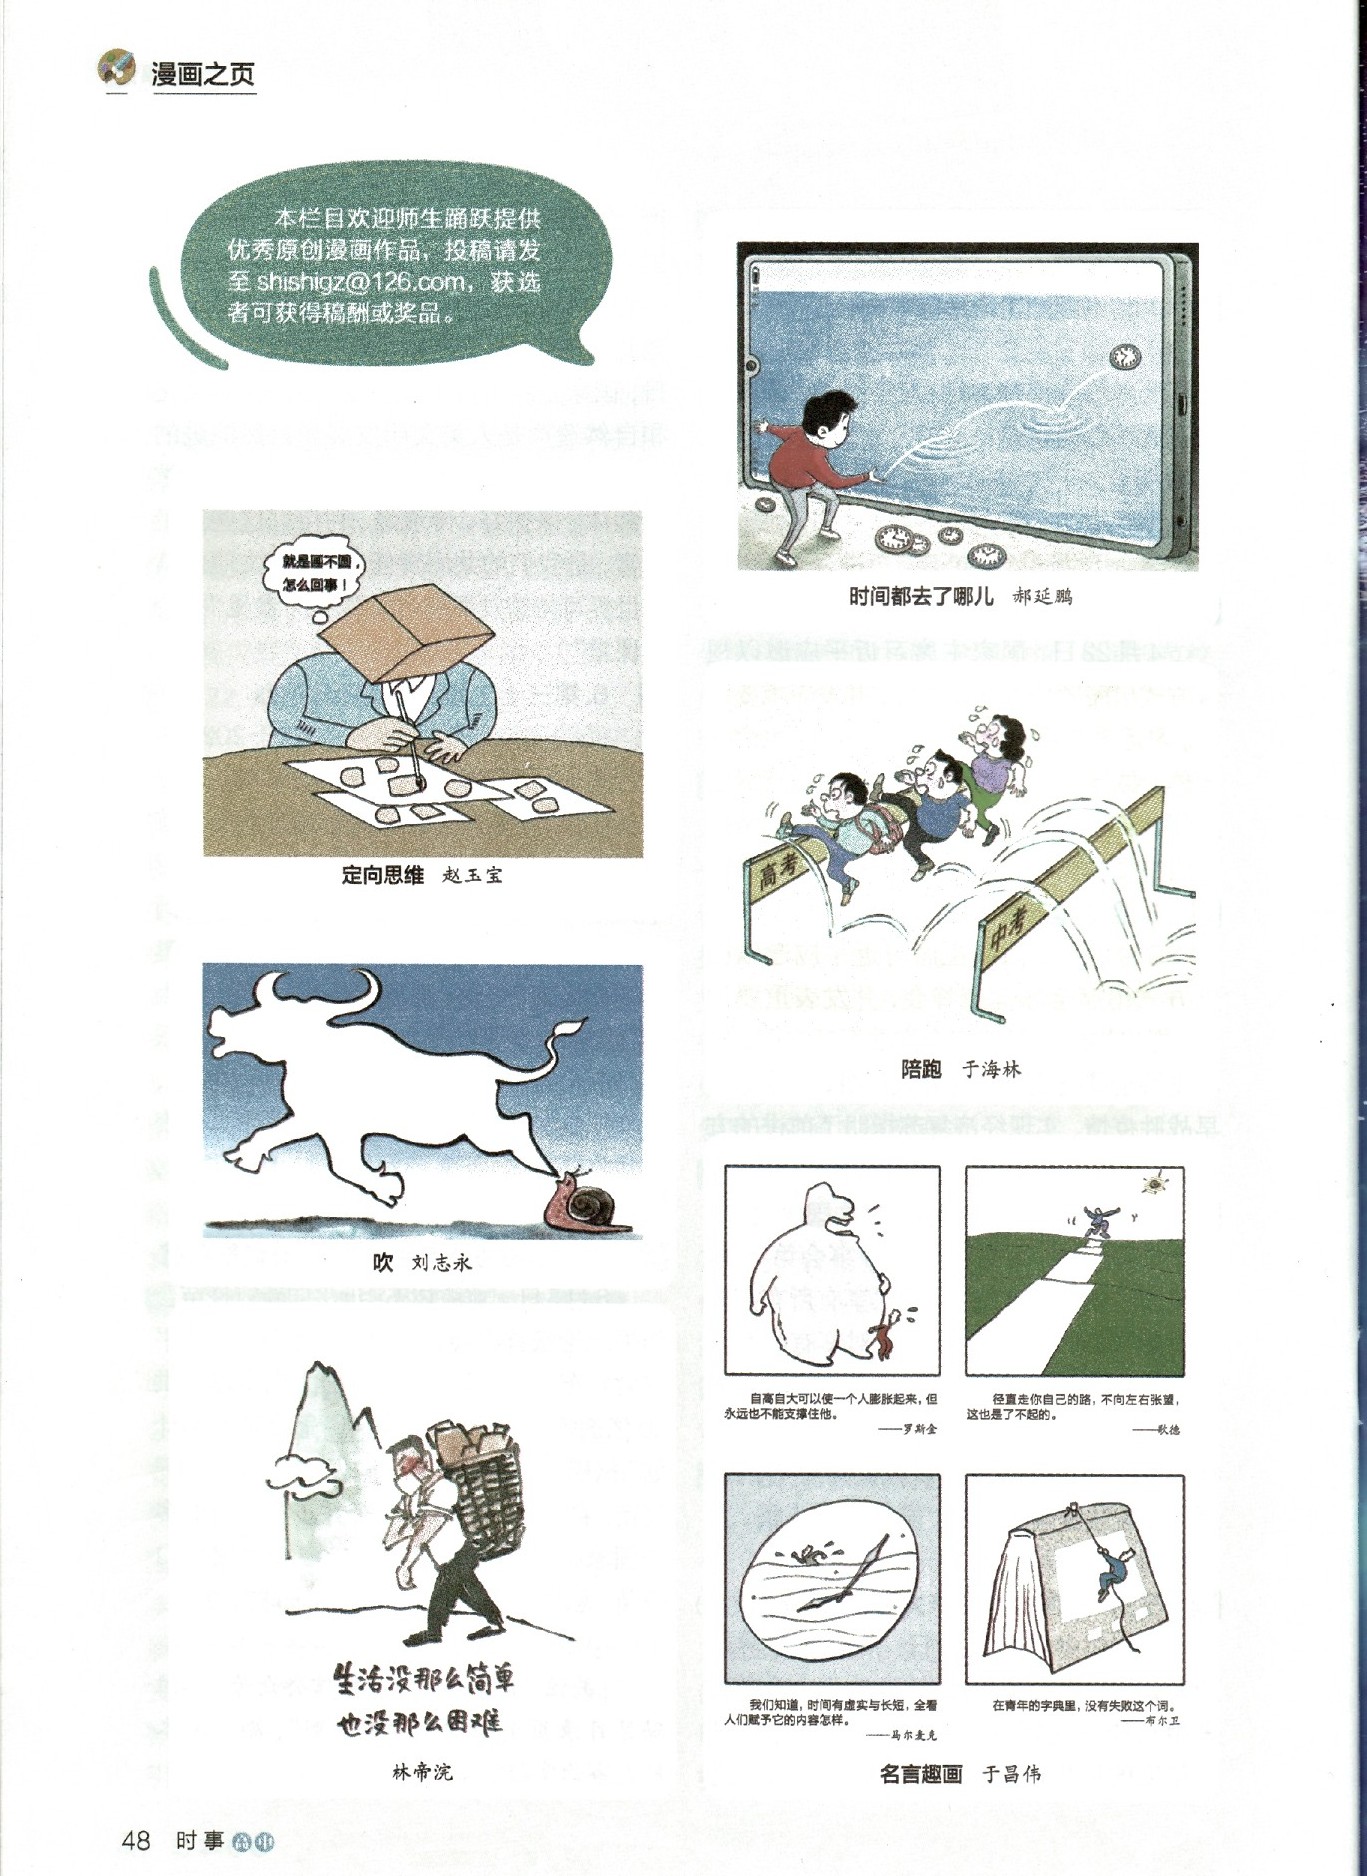 漫画之页
本栏目欢迎师生踊跃提供
优秀原创漫画作品，投稿请发
至 shishigz@126.com，获选
者可获得稿酬或奖品。
就是画不圆，
怎么回事！
定向思维 赵玉宝
吹 刘志永
生活没那么简单
也没那么困难
林帝浣
时间都去了哪儿 郝延鹏
高考
中考
陪跑 于海林
自高自大可以使一个人膨胀起来，但
永远也不能支撑住他。
——罗斯金
径直走你自己的路，不向左右张望，
这也是了不起的。
——歌德
我们知道，时间有虚实与长短，全看
人们赋予它的内容怎样。
——马尔麦克
在青年的字典里，没有失败这个词。
——布尔卫
名言趣画 于昌伟
48 时事高中